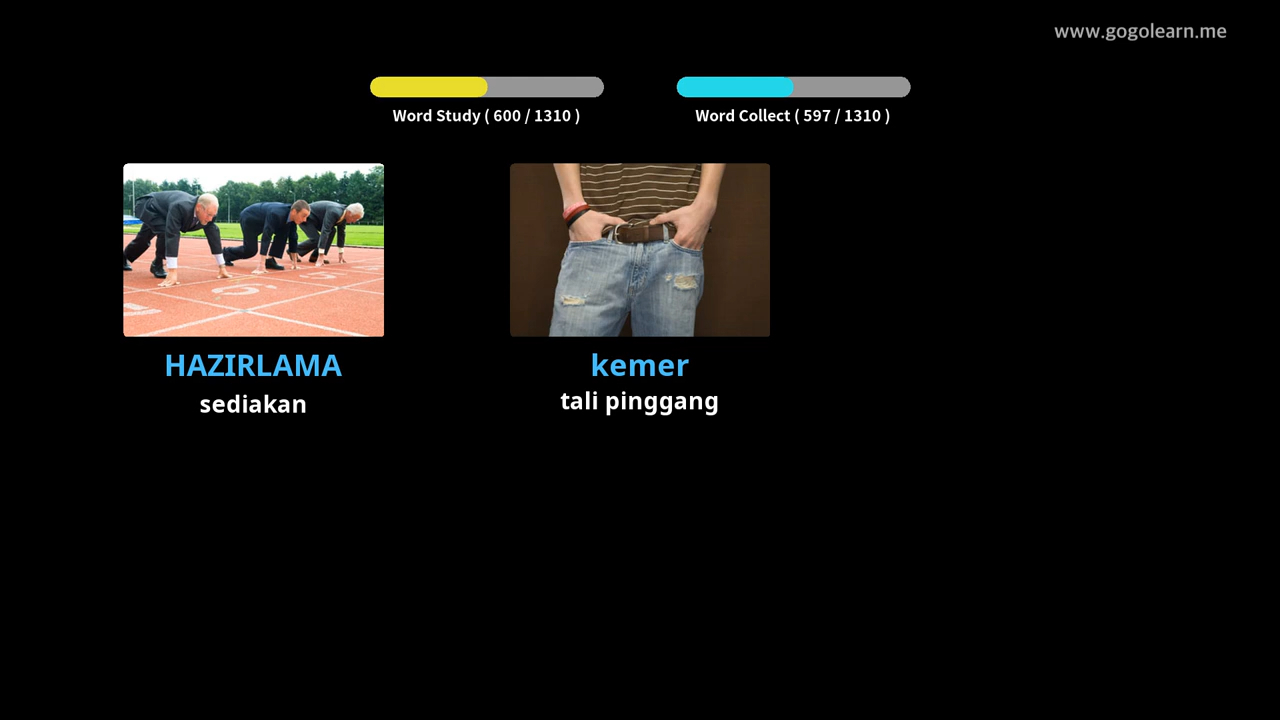 www.gogolearn.me
Word Study ( 600 / 1310 )
Word Collect ( 597 / 1310 )
HAZIRLAMA
sediakan
kemer
tali pinggang